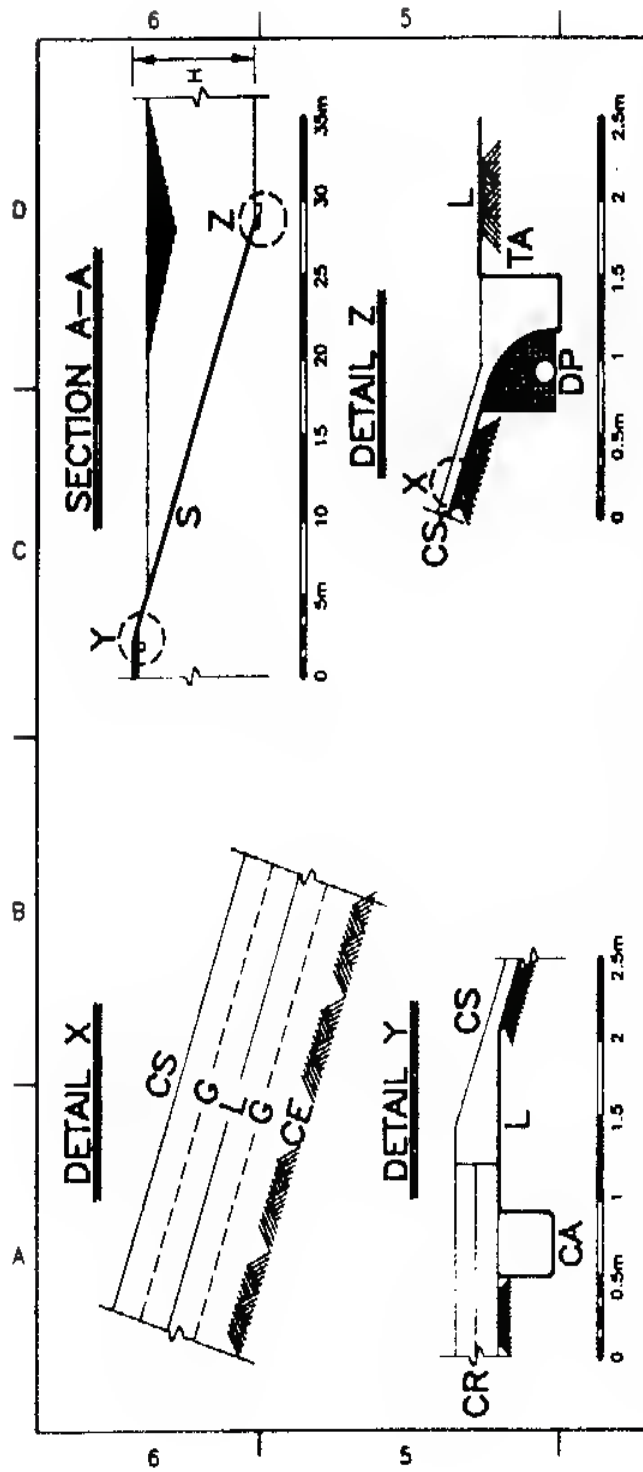 A
B
C
D
6
6
5
5
DETAIL X
CS
G
L
G
CE
SECTION A-A
Y
S
Z
H
0
5m
10
15
20
25
30
35m
DETAIL Y
CR
CS
L
CA
0
0.5m
1
1.5
2
2.5m
DETAIL Z
CS
X
L
TA
DP
0
0.5m
1
1.5
2
2.5m